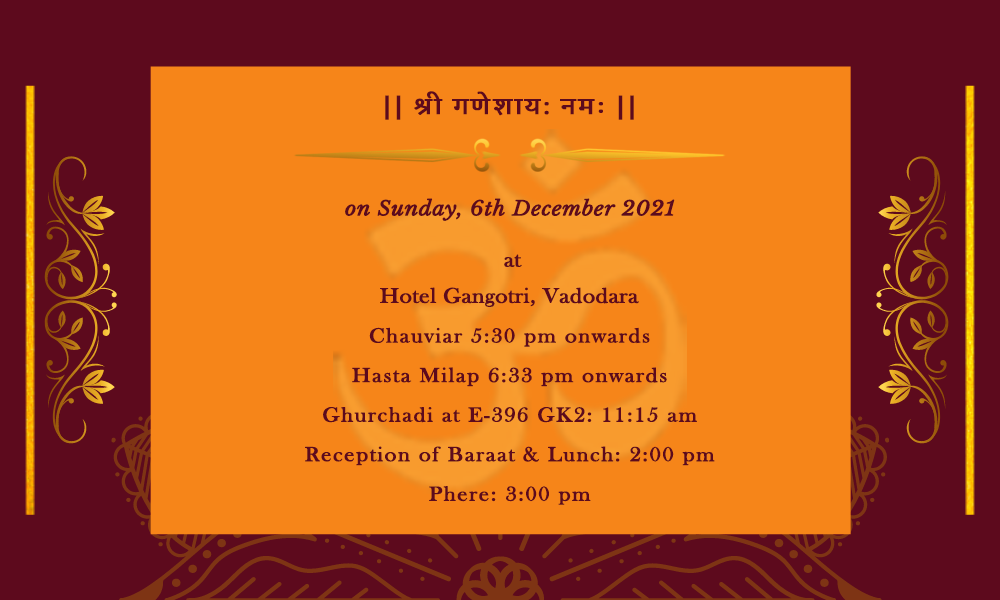 || श्री गणेशाय: नमः ||
on Sunday, 6th December 2021
at
Hotel Gangotri, Vadodara
Chauviar 5:30 pm onwards
Hasta Milap 6:33 pm onwards
Ghurchadi at E-396 GK2: 11:15 am
Reception of Baraat & Lunch: 2:00 pm
Phere: 3:00 pm